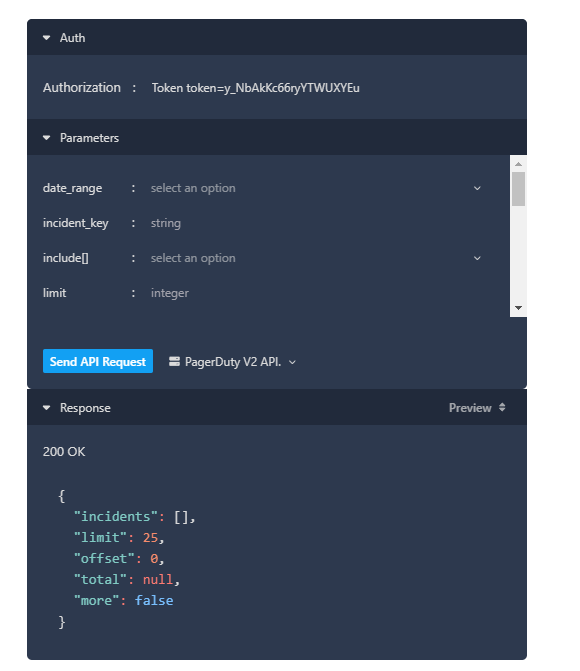 Auth
Authorization : Token token=y_NbAkKc66ryYTWUXYEu
Parameters
date_range : select an option
incident_key : string
include[] : select an option
limit : integer
Send API Request PagerDuty V2 API.
Response Preview
200 OK
{
"incidents": [],
"limit": 25,
"offset": 0,
"total": null,
"more": false
}